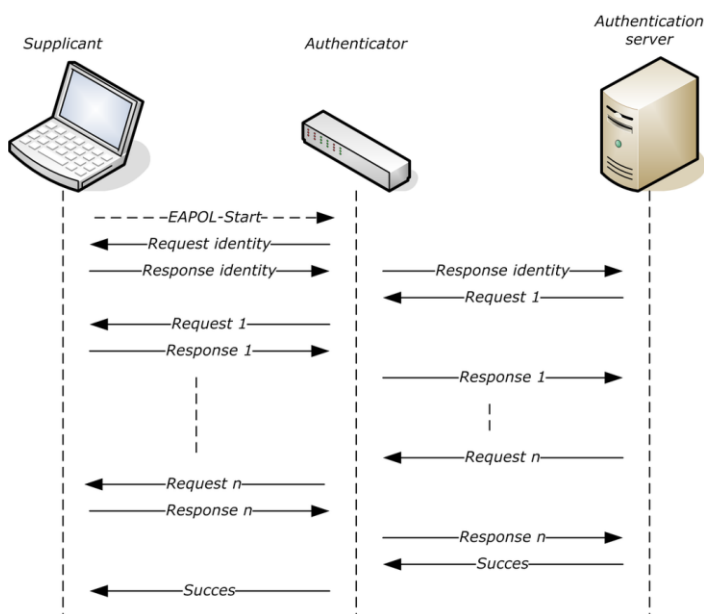 Supplicant
Authenticator
Authentication
server
EAPOL-Start
Request identity
Response identity
Response identity
Request 1
Request 1
Response 1
Response 1
Request n
Request n
Response n
Response n
Succes
Succes